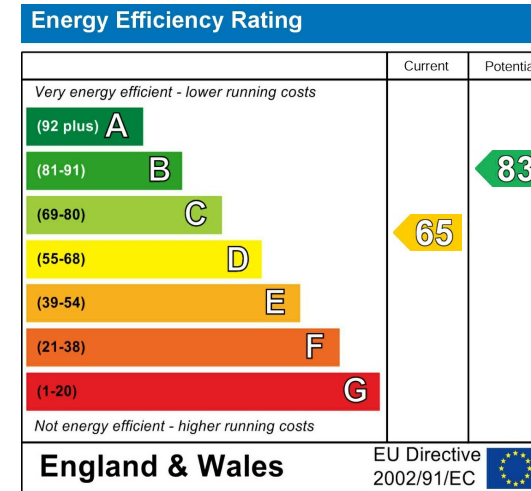 Energy Efficiency Rating
Current Potentia
Very energy efficient - lower running costs
(92 plus) A
(81-91) B
83
(69-80) C
65
(55-68) D
(39-54) E
(21-38) F
(1-20) G
Not energy efficient - higher running costs
England & Wales
EU Directive
2002/91/EC